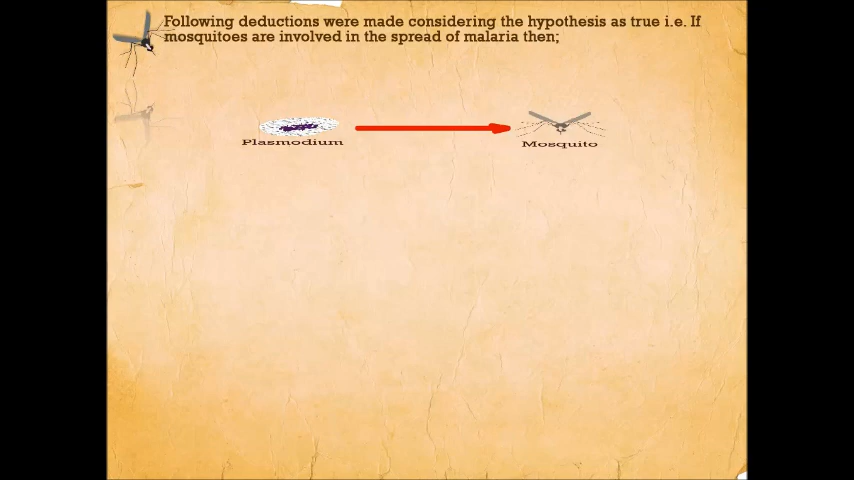 Following deductions were made considering the hypothesis as true i.e. If
mosquitoes are involved in the spread of malaria then;
Plasmodium
Mosquito